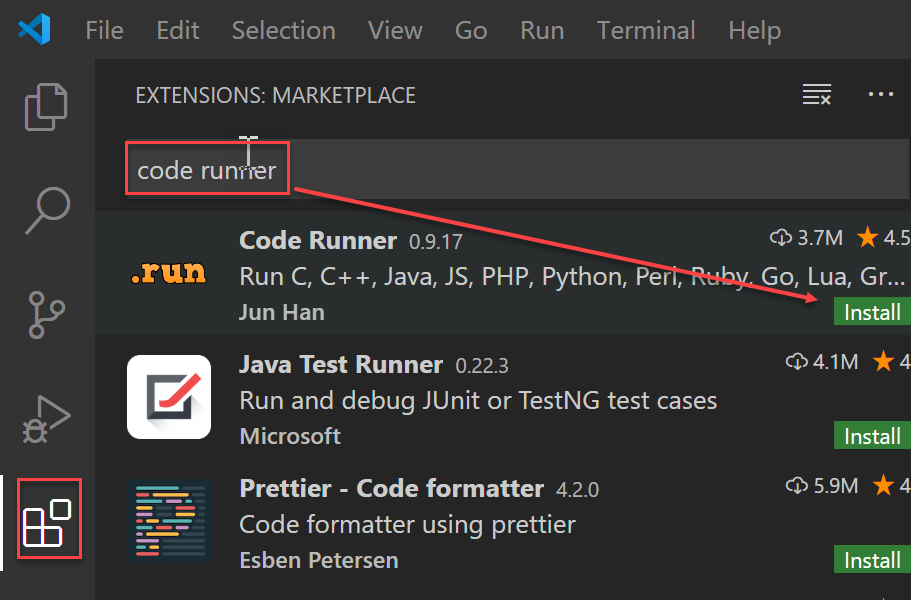 File Edit Selection View Go Run Terminal Help
EXTENSIONS: MARKETPLACE
code runner
Code Runner 0.9.17 3.7M 4.5
.run
Run C, C++, Java, JS, PHP, Python, Perl, Ruby, Go, Lua, Gr...
Jun Han Install
Java Test Runner 0.22.3 4.1M 4
Run and debug JUnit or TestNG test cases
Microsoft Install
Prettier - Code formatter 4.2.0 5.9M 4
Code formatter using prettier
Esben Petersen Install